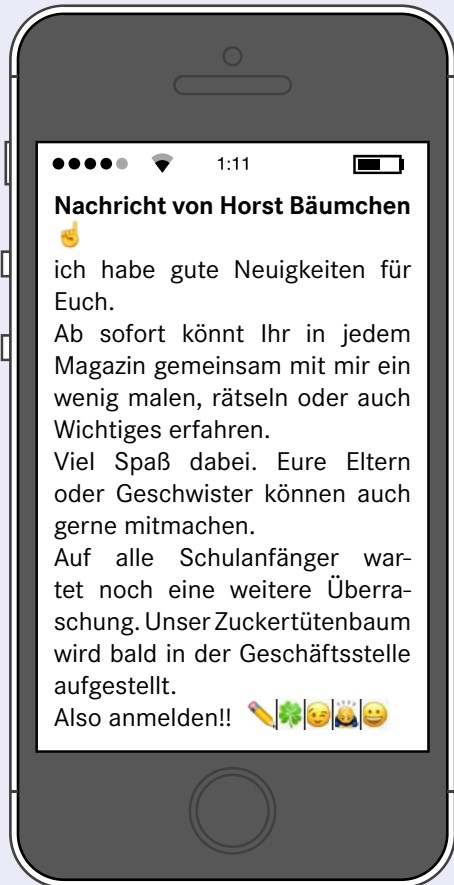 1:11
Nachricht von Horst Bäumchen
☝
ich habe gute Neuigkeiten für
Euch.
Ab sofort könnt Ihr in jedem
Magazin gemeinsam mit mir ein
wenig malen, rätseln oder auch
Wichtiges erfahren.
Viel Spaß dabei. Eure Eltern
oder Geschwister können auch
gerne mitmachen.
Auf alle Schulanfänger war-
tet noch eine weitere Überra-
schung. Unser Zuckertütenbaum
wird bald in der Geschäftsstelle
aufgestellt.
Also anmelden!! ✏️🍀😉🙇😀